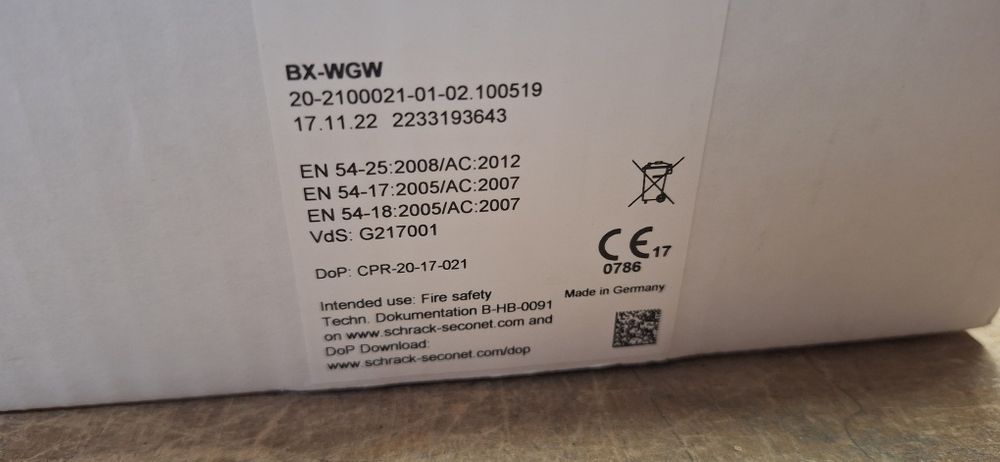 BX-WGW
20-2100021-01-02.100519
17.11.22 2233193643
EN 54-25:2008/AC:2012
EN 54-17:2005/AC:2007
EN 54-18:2005/AC:2007
VdS: G217001
CE 17
0786
DoP: CPR-20-17-021
Made in Germany
Intended use: Fire safety
Techn. Dokumentation B-HB-0091
on www.schrack-seconet.com and
DoP Download:
www.schrack-seconet.com/dop